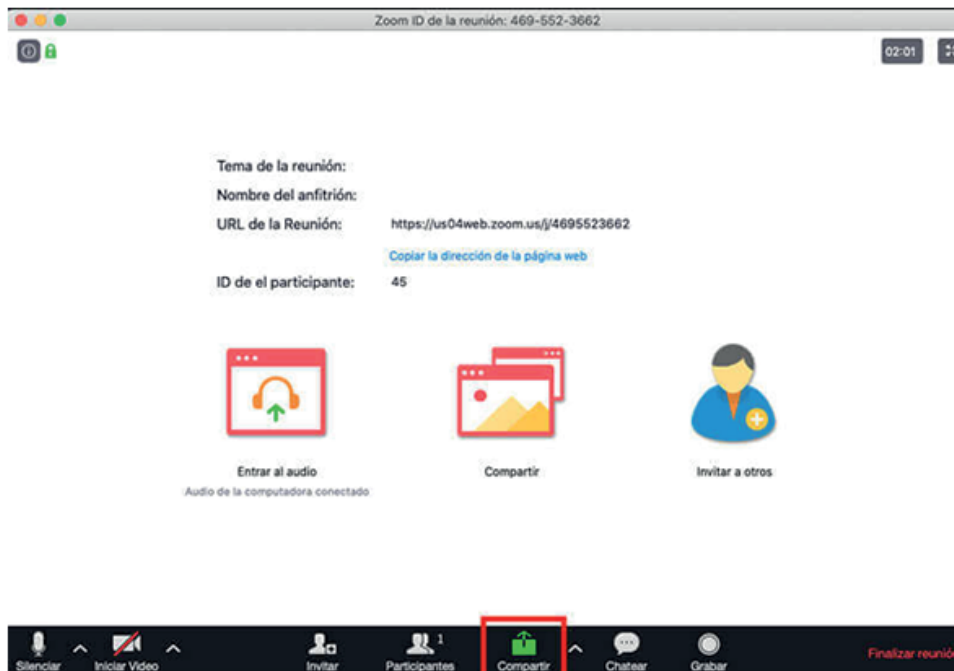 Zoom ID de la reunión: 469-552-3662
02:01
Tema de la reunión:
Nombre del anfitrión:
URL de la Reunión: https://us04web.zoom.us/j/4695523662
Copiar la dirección de la página web
ID de el participante: 45
Entrar al audio Compartir Invitar a otros
Audio de la computadora conectado
1
Silenciar Iniciar Video Invitar Participantes Compartir Chatear Grabar Finalizar reunión